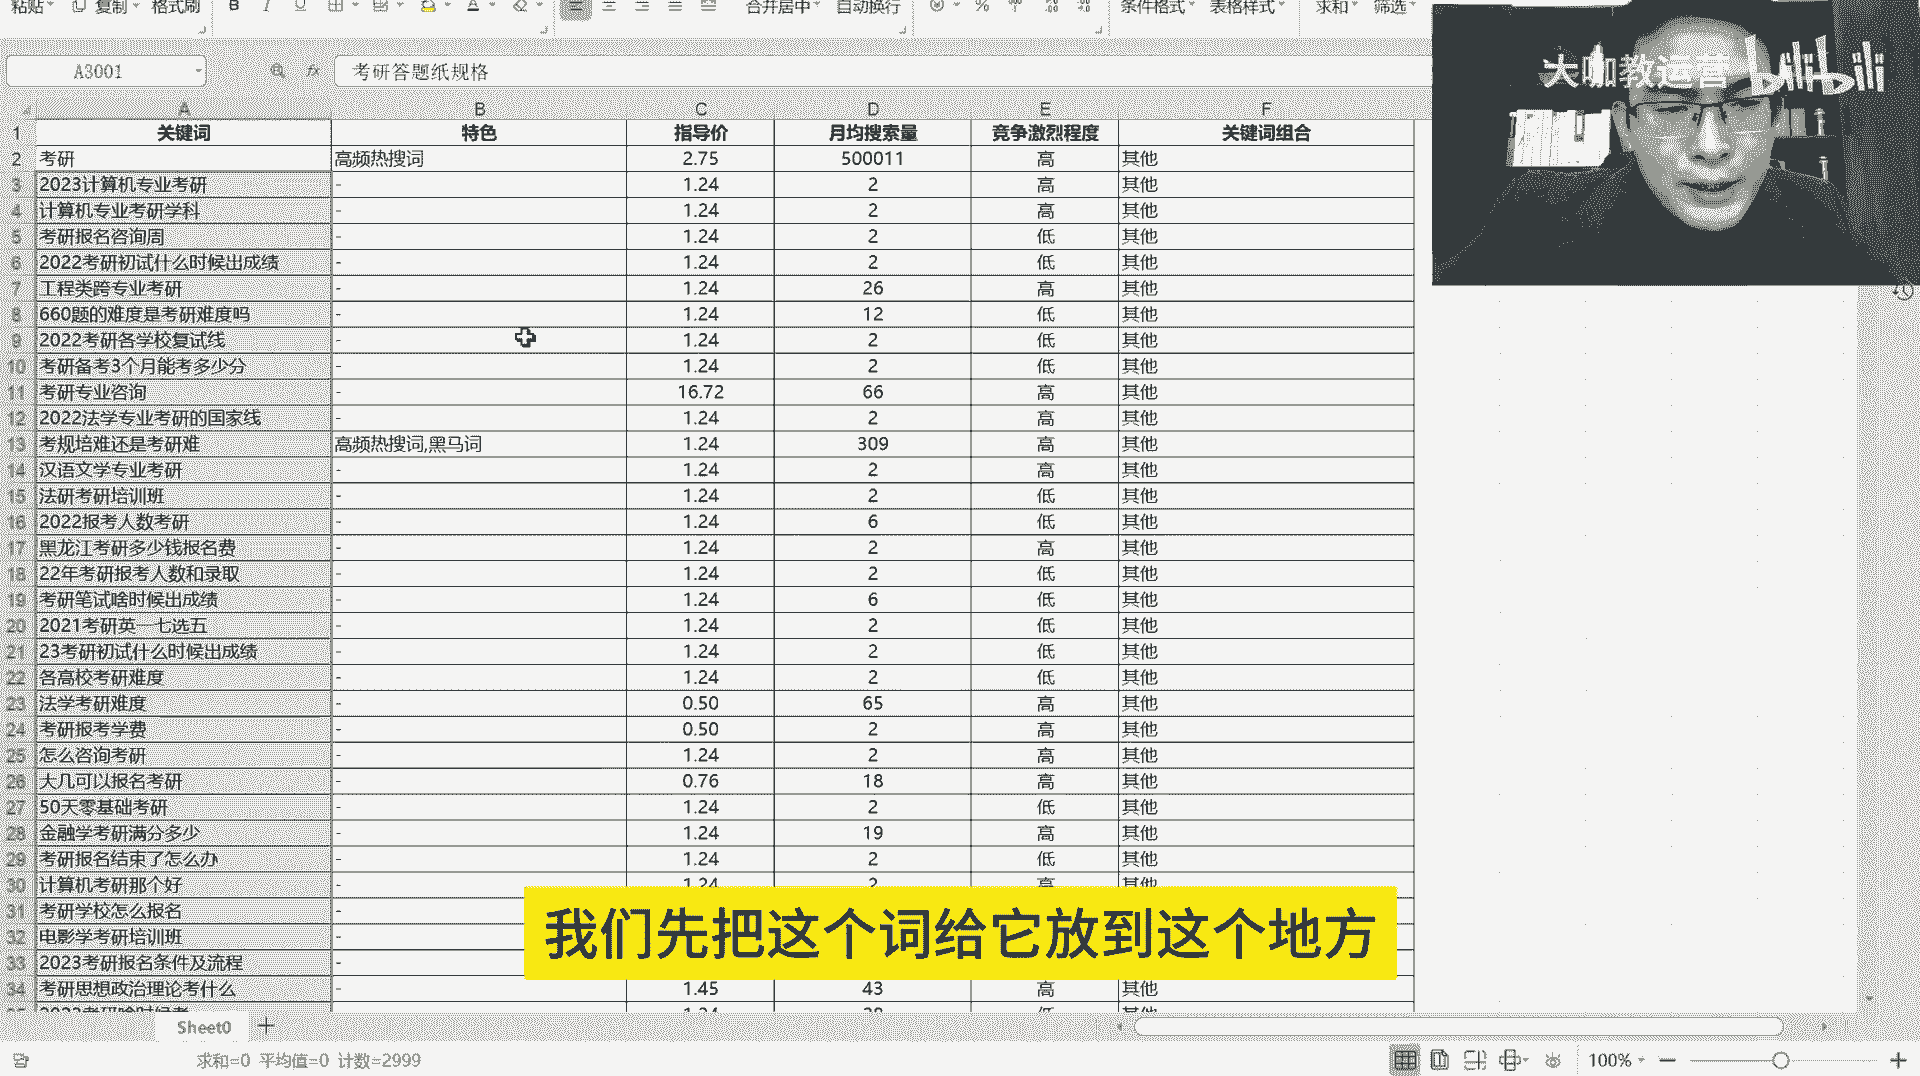 粘贴 复制 格式刷 B I U A 合并居中 自动换行 % 条件格式 表格样式 求和 筛选
A3001 fx 考研答题纸规格
大咖教运营 bilibili
A B C D E F
1 关键词 特色 指导价 月均搜索量 竞争激烈程度 关键词组合
2 考研 高频热搜词 2.75 500011 高 其他
3 2023计算机专业考研 - 1.24 2 高 其他
4 计算机专业考研学科 - 1.24 2 高 其他
5 考研报名咨询周 - 1.24 2 低 其他
6 2022考研初试什么时候出成绩 - 1.24 2 低 其他
7 工程类跨专业考研 - 1.24 26 高 其他
8 660题的难度是考研难度吗 - 1.24 12 低 其他
9 2022考研各学校复试线 - 1.24 2 低 其他
10 考研备考3个月能考多少分 - 1.24 2 低 其他
11 考研专业咨询 - 16.72 66 高 其他
12 2022法学专业考研的国家线 - 1.24 2 高 其他
13 考规培难还是考研难 高频热搜词,黑马词 1.24 309 高 其他
14 汉语文学专业考研 - 1.24 2 高 其他
15 法研考研培训班 - 1.24 2 低 其他
16 2022报考人数考研 - 1.24 6 低 其他
17 黑龙江考研多少钱报名费 - 1.24 2 高 其他
18 22年考研报考人数和录取 - 1.24 2 低 其他
19 考研笔试啥时候出成绩 - 1.24 6 低 其他
20 2021考研英一七选五 - 1.24 2 低 其他
21 23考研初试什么时候出成绩 - 1.24 2 低 其他
22 各高校考研难度 - 1.24 2 低 其他
23 法学考研难度 - 0.50 65 高 其他
24 考研报考学费 - 0.50 2 高 其他
25 怎么咨询考研 - 1.24 2 高 其他
26 大几可以报名考研 - 0.76 18 高 其他
27 50天零基础考研 - 1.24 2 低 其他
28 金融学考研满分多少 - 1.24 19 高 其他
29 考研报名结束了怎么办 - 1.24 2 低 其他
30 计算机考研那个好 - 1.24 2 高 其他
31 考研学校怎么报名 -
32 电影学考研培训班 -
33 2023考研报名条件及流程 -
我们先把这个词给它放到这个地方
34 考研思想政治理论考什么 - 1.45 43 高 其他
Sheet0
求和=0 平均值=0 计数=2999 100%